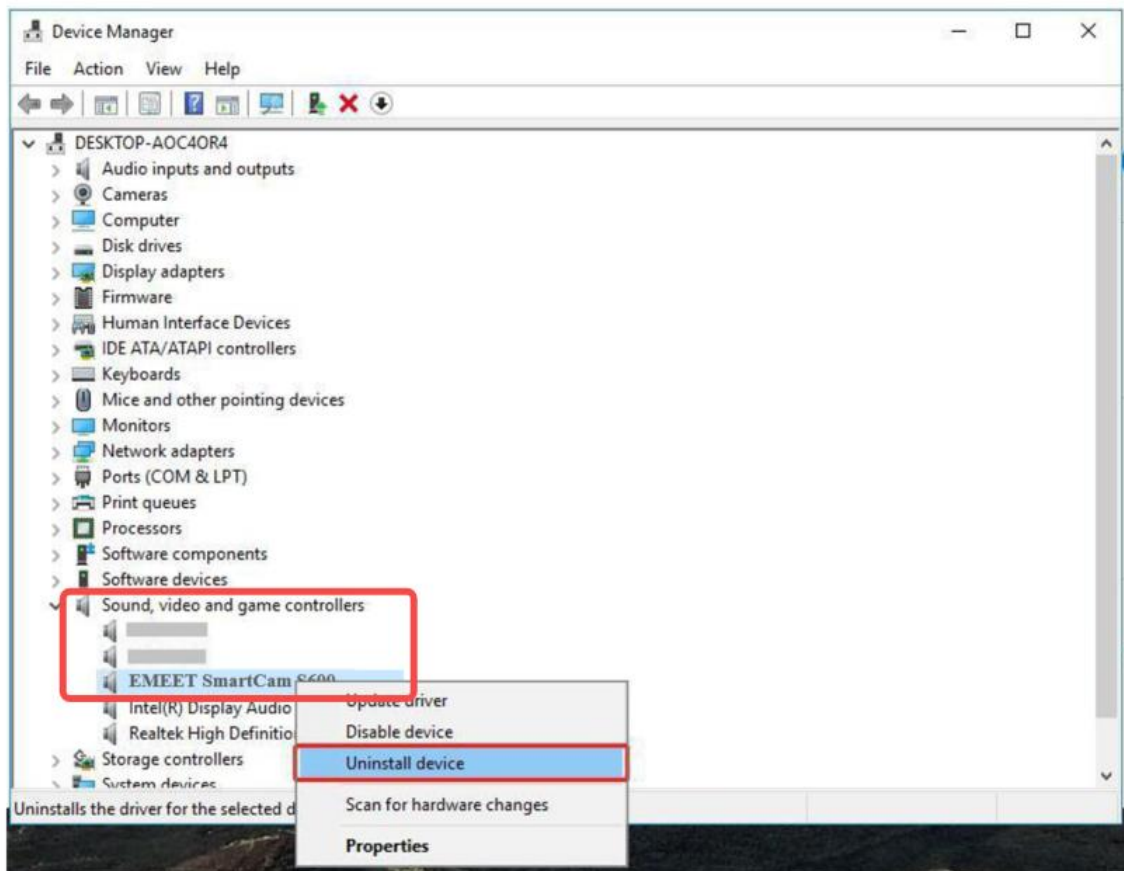 Device Manager
File Action View Help
DESKTOP-AOC4OR4
Audio inputs and outputs
Cameras
Computer
Disk drives
Display adapters
Firmware
Human Interface Devices
IDE ATA/ATAPI controllers
Keyboards
Mice and other pointing devices
Monitors
Network adapters
Ports (COM & LPT)
Print queues
Processors
Software components
Software devices
Sound, video and game controllers
EMEET SmartCam S600
Intel(R) Display Audio
Realtek High Definitio
Storage controllers
System devices
Uninstalls the driver for the selected d
Update driver
Disable device
Uninstall device
Scan for hardware changes
Properties